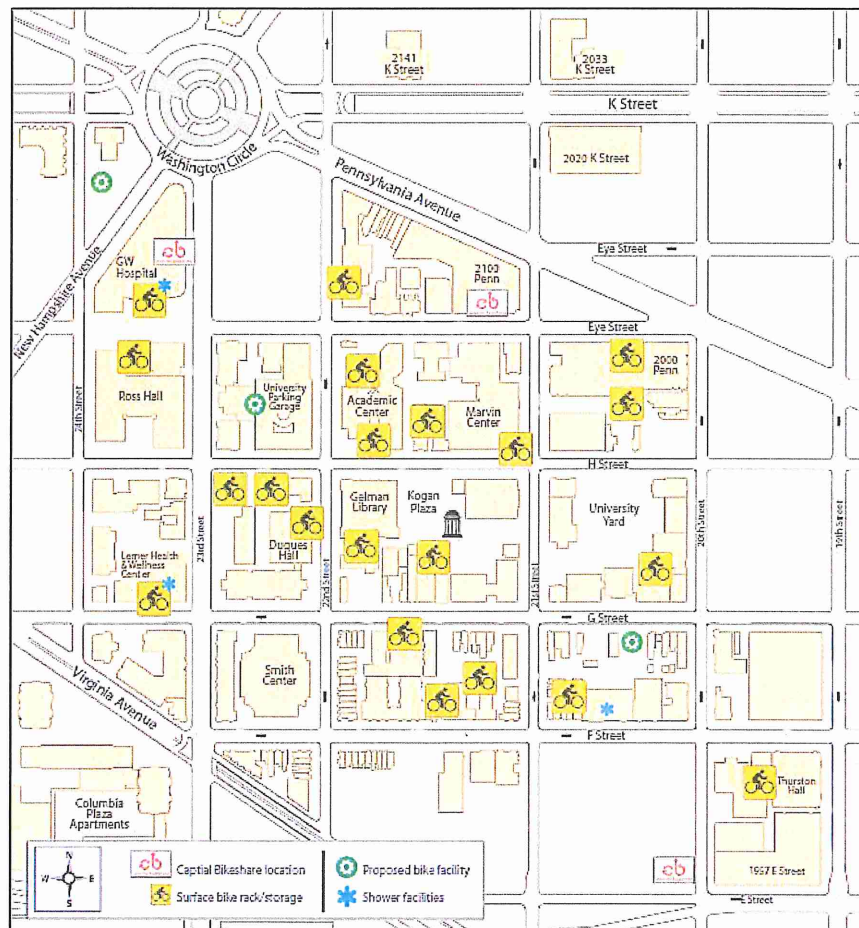 2141
K Street
2033
K Street
K Street
Washington Circle
2020 K Street
Pennsylvania Avenue
Eye Street
New Hampshire Avenue
GW
Hospital
cb
2100
Penn
cb
Eye Street
24th Street
Ross Hall
University
Parking
Garage
Academic
Center
Marvin
Center
2000
Penn
H Street
23rd Street
Gelman
Library
Kogan
Plaza
University
Yard
20th Street
19th Street
Lerner Health
& Wellness
Center
Duques
Hall
22nd Street
21st Street
G Street
Virginia Avenue
Smith
Center
F Street
Columbia
Plaza
Apartments
Thurston
Hall
cb
1957 E Street
E Street
N
W
E
S
cb
Captial Bikeshare location
Surface bike rack/storage
Proposed bike facility
Shower facilities